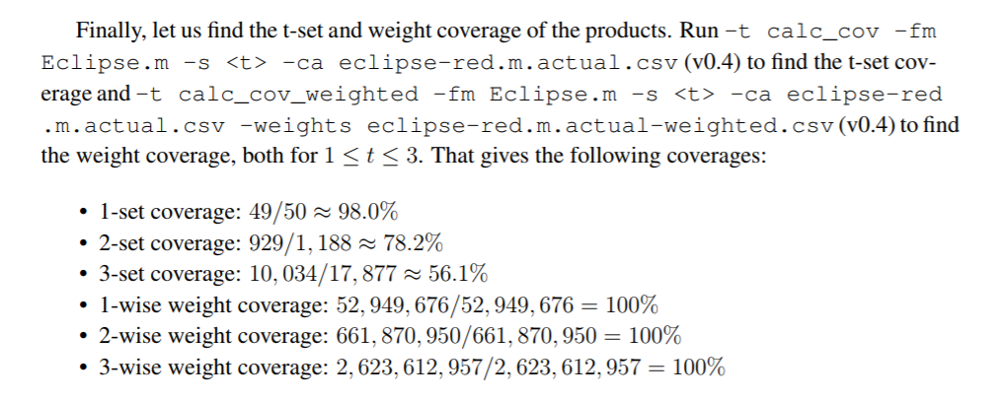 Finally, let us find the t-set and weight coverage of the products. Run -t calc_cov -fm
Eclipse.m -s <t> -ca eclipse-red.m.actual.csv (v0.4) to find the t-set cov-
erage and -t calc_cov_weighted -fm Eclipse.m -s <t> -ca eclipse-red
.m.actual.csv -weights eclipse-red.m.actual-weighted.csv (v0.4) to find
the weight coverage, both for 1 ≤ t ≤ 3. That gives the following coverages:
• 1-set coverage: 49/50 ≈ 98.0%
• 2-set coverage: 929/1, 188 ≈ 78.2%
• 3-set coverage: 10, 034/17, 877 ≈ 56.1%
• 1-wise weight coverage: 52, 949, 676/52, 949, 676 = 100%
• 2-wise weight coverage: 661, 870, 950/661, 870, 950 = 100%
• 3-wise weight coverage: 2, 623, 612, 957/2, 623, 612, 957 = 100%